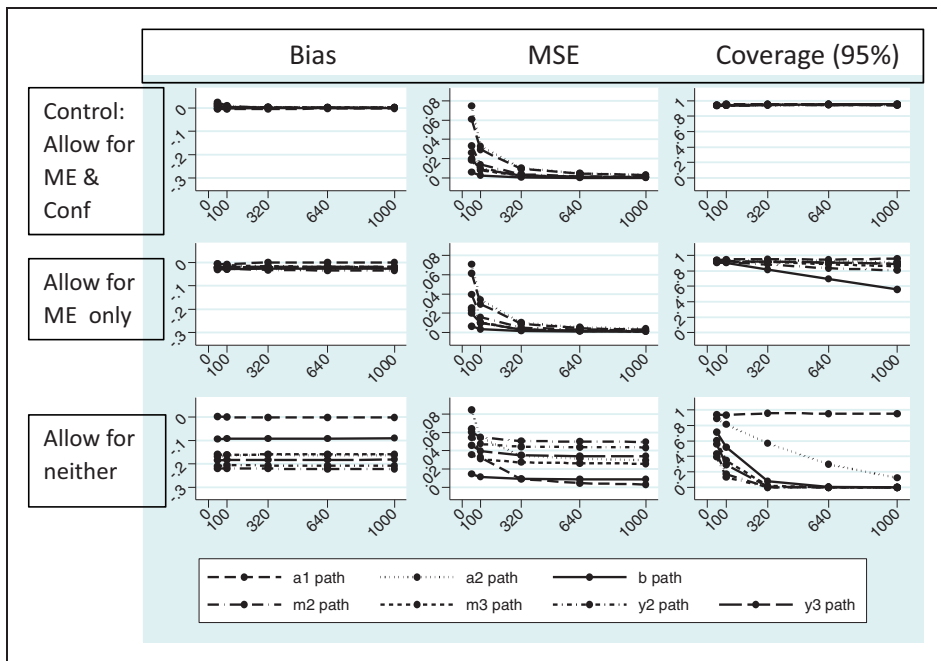 Bias MSE Coverage (95%)
Control:
Allow for
ME &
Conf
0
-.1
-.2
-.3
0 100 320 640 1000
.08
.06
.04
.02
0
0 100 320 640 1000
1
.8
.6
.4
.2
0
0 100 320 640 1000
Allow for
ME only
0
-.1
-.2
-.3
0 100 320 640 1000
.08
.06
.04
.02
0
0 100 320 640 1000
1
.8
.6
.4
.2
0
0 100 320 640 1000
Allow for
neither
0
-.1
-.2
-.3
0 100 320 640 1000
.08
.06
.04
.02
0
0 100 320 640 1000
1
.8
.6
.4
.2
0
0 100 320 640 1000
a1 path a2 path b path
m2 path m3 path y2 path y3 path